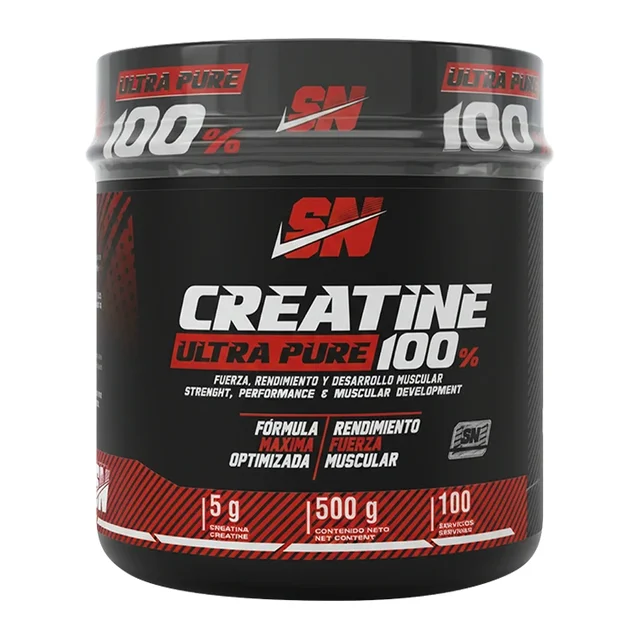 ULTRA PURE
100%
SN
ULTRA PURE
100
SN
CREATINE
ULTRA PURE 100%
FUERZA, RENDIMIENTO Y DESARROLLO MUSCULAR
STRENGHT, PERFORMANCE & MUSCULAR DEVELOPMENT
FÓRMULA
MAXIMA
OPTIMIZADA
RENDIMIENTO
FUERZA
MUSCULAR
SN
SN
5 g
CREATINA
CREATINE
500 g
CONTENIDO NETO
NET CONTENT
100
SERVICIOS